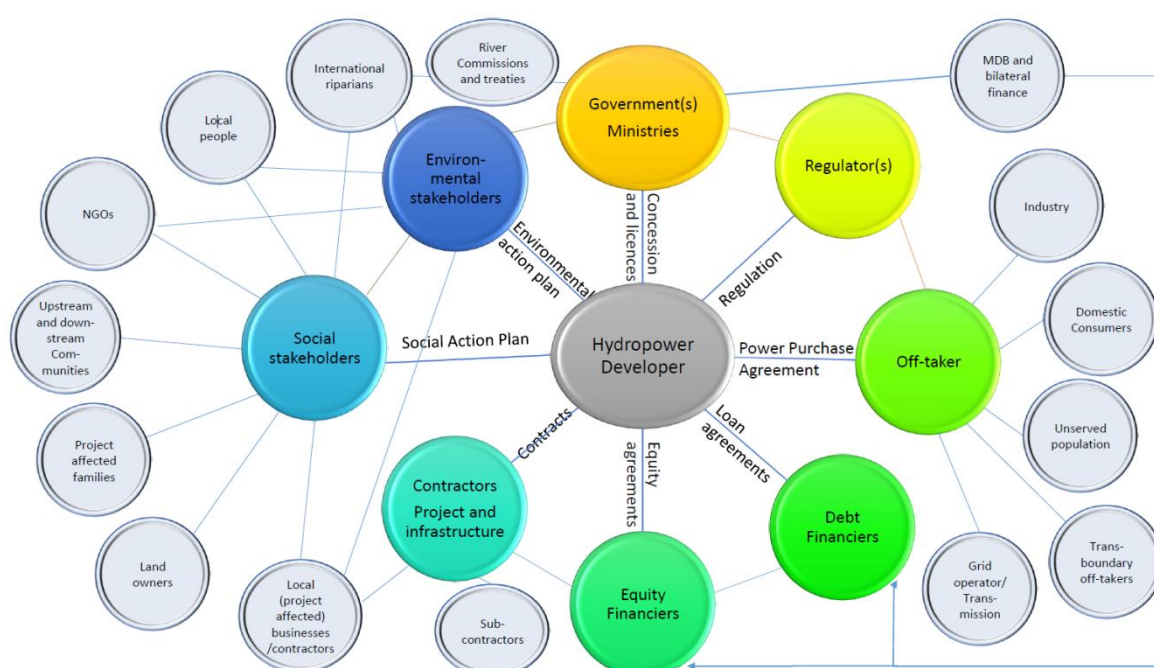 River
Commissions
and treaties
International
riparians
MDB and
bilateral
finance
Government(s)
Ministries
Local
people
Environ-
mental
stakeholders
Regulator(s)
NGOs
Industry
Concession
and licences
Environmental
action plan
Regulation
Upstream
and down-
stream
Com-
munities
Social
stakeholders
Social Action Plan
Hydropower
Developer
Power Purchase
Agreement
Off-taker
Domestic
Consumers
Project
affected
families
Contracts
Equity
agreements
Loan
agreements
Unserved
population
Contractors
Project and
infrastructure
Debt
Financiers
Land
owners
Local
(project
affected)
businesses
/contractors
Sub-
contractors
Equity
Financiers
Grid
operator/
Trans-
mission
Trans-
boundary
off-takers